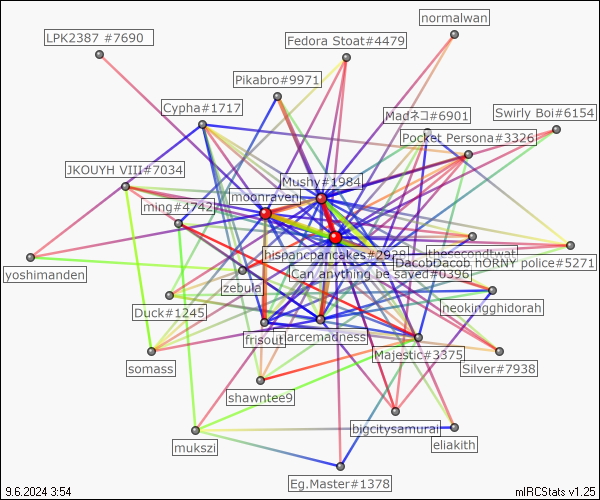 normalwan
LPK2387 #7690
Fedora Stoat#4479
Pikabro#9971
Cypha#1717
Madネコ#6901
Swirly Boi#6154
Pocket Persona#3326
JKOUYH VIII#7034
Mushy#1984
moonraven
ming#4742
hispancpancakes#2928
thesecondtwat
DacobDacob hORNY police#5271
yoshimanden
Can anything be saved#0396
zebula
Duck#1245
neokingghidorah
frisout
larcemadness
Majestic#3375
somass
Silver#7938
shawntee9
bigcitysamurai
mukszi
eliakith
Eg.Master#1378
9.6.2024 3:54
mIRCStats v1.25